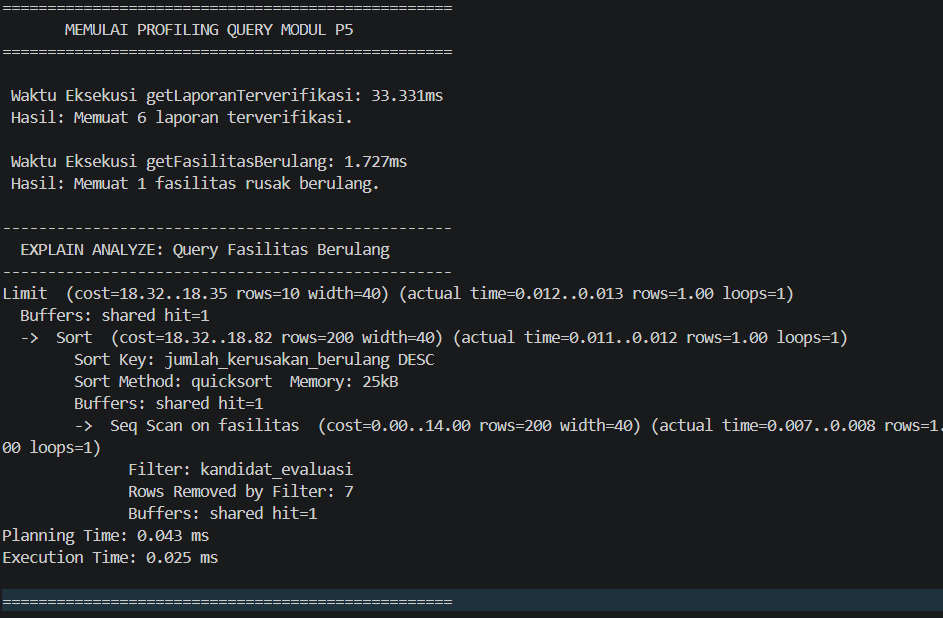 ==================================================
MEMULAI PROFILING QUERY MODUL P5
==================================================
Waktu Eksekusi getLaporanTerverifikasi: 33.331ms
Hasil: Memuat 6 laporan terverifikasi.
Waktu Eksekusi getFasilitasBerulang: 1.727ms
Hasil: Memuat 1 fasilitas rusak berulang.
--------------------------------------------------
EXPLAIN ANALYZE: Query Fasilitas Berulang
--------------------------------------------------
Limit  (cost=18.32..18.35 rows=10 width=40) (actual time=0.012..0.013 rows=1.00 loops=1)
  Buffers: shared hit=1
  ->  Sort  (cost=18.32..18.82 rows=200 width=40) (actual time=0.011..0.012 rows=1.00 loops=1)
        Sort Key: jumlah_kerusakan_berulang DESC
        Sort Method: quicksort  Memory: 25kB
        Buffers: shared hit=1
        ->  Seq Scan on fasilitas  (cost=0.00..14.00 rows=200 width=40) (actual time=0.007..0.008 rows=1.
00 loops=1)
              Filter: kandidat_evaluasi
              Rows Removed by Filter: 7
              Buffers: shared hit=1
Planning Time: 0.043 ms
Execution Time: 0.025 ms
==================================================